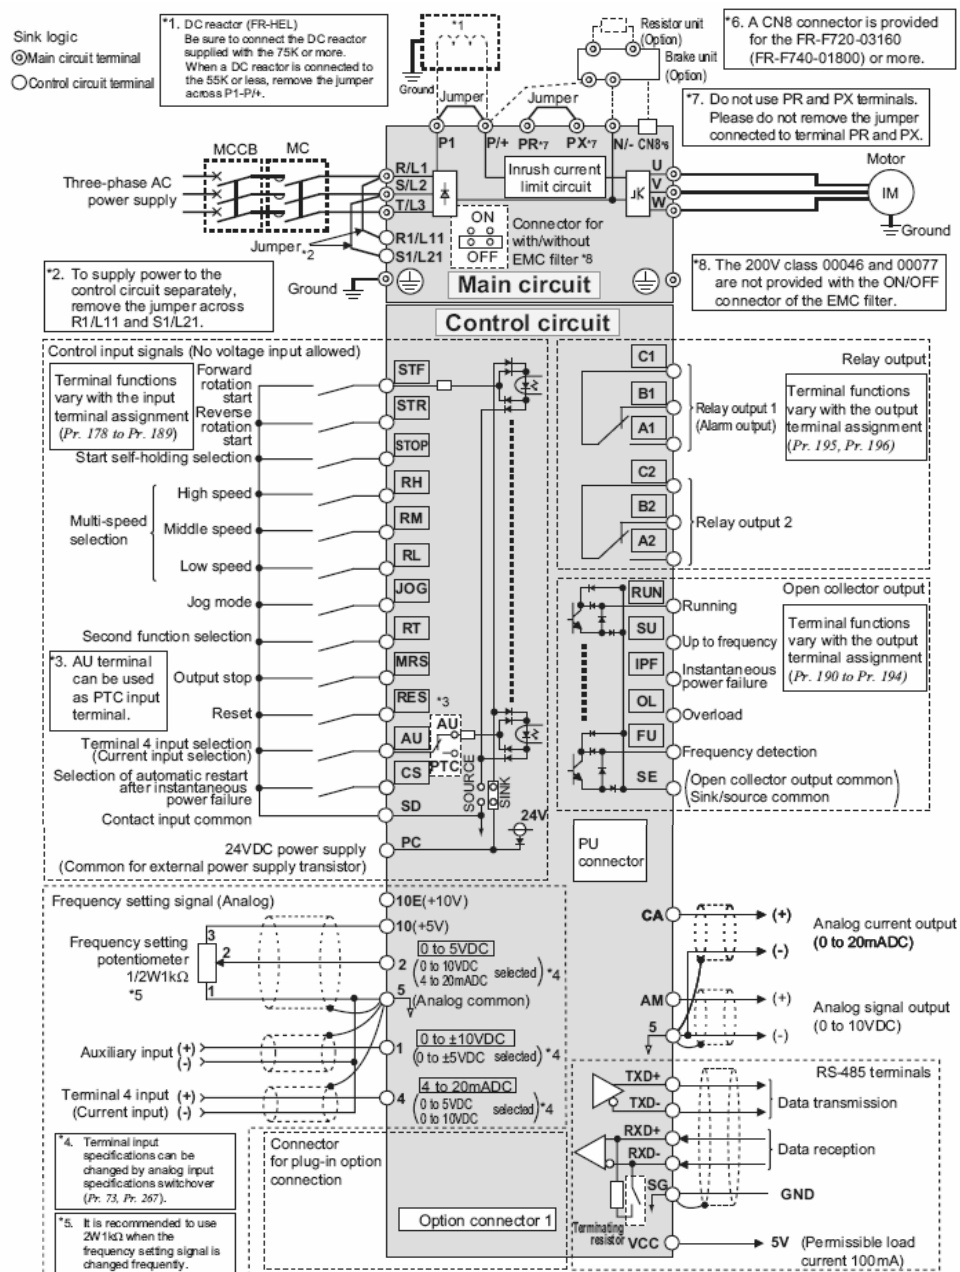 Sink logic
Main circuit terminal
Control circuit terminal
*1. DC reactor (FR-HEL)
Be sure to connect the DC reactor
supplied with the 75K or more.
When a DC reactor is connected to
the 55K or less, remove the jumper
across P1-P/+.
*1
Ground
Jumper
Jumper
Resistor unit
(Option)
Brake unit
(Option)
*6. A CN8 connector is provided
for the FR-F720-03160
(FR-F740-01800) or more.
*7. Do not use PR and PX terminals.
Please do not remove the jumper
connected to terminal PR and PX.
P1
P/+
PR*7
PX*7
N/-
CN8*6
MCCB
MC
Three-phase AC
power supply
R/L1
S/L2
T/L3
R1/L11
S1/L21
Jumper
*2
Inrush current
limit circuit
ON
OFF
Connector for
with/without
EMC filter *8
U
V
W
Motor
IM
Ground
Ground
Main circuit
*2. To supply power to the
control circuit separately,
remove the jumper across
R1/L11 and S1/L21.
*8. The 200V class 00046 and 00077
are not provided with the ON/OFF
connector of the EMC filter.
Control circuit
Control input signals (No voltage input allowed)
Terminal functions
vary with the input
terminal assignment
(Pr. 178 to Pr. 189)
Forward
rotation
start
STF
Reverse
rotation
start
STR
Start self-holding selection
STOP
Multi-speed
selection
High speed
RH
Middle speed
RM
Low speed
RL
Jog mode
JOG
Second function selection
RT
*3. AU terminal
can be used
as PTC input
terminal.
Output stop
MRS
Reset
RES
*3
Terminal 4 input selection
(Current input selection)
AU
AU
PTC
Selection of automatic restart
after instantaneous
power failure
CS
SOURCE
SINK
Contact input common
SD
24V
24VDC power supply
(Common for external power supply transistor)
PC
Relay output
C1
B1
A1
Relay output 1
(Alarm output)
Terminal functions
vary with the output
terminal assignment
(Pr. 195, Pr. 196)
C2
B2
A2
Relay output 2
Open collector output
RUN
Running
SU
Up to frequency
IPF
Instantaneous
power failure
OL
Overload
FU
Frequency detection
SE
(Open collector output common)
Sink/source common
Terminal functions
vary with the output
terminal assignment
(Pr. 190 to Pr. 194)
PU
connector
Frequency setting signal (Analog)
10E(+10V)
10(+5V)
Frequency setting
potentiometer
1/2W1kΩ
*5
3
2
1
2
0 to 5VDC
(0 to 10VDC
4 to 20mADC selected) *4
5
(Analog common)
Auxiliary input (+)
(-)
1
0 to ±10VDC
(0 to ±5VDC selected) *4
Terminal 4 input (+)
(Current input) (-)
4
4 to 20mADC
(0 to 5VDC
0 to 10VDC selected) *4
CA
(+)
(-)
Analog current output
(0 to 20mADC)
AM
(+)
5
(-)
Analog signal output
(0 to 10VDC)
RS-485 terminals
TXD+
TXD-
Data transmission
RXD+
RXD-
Data reception
SG
GND
Terminating
resistor
VCC
5V (Permissible load
current 100mA)
*4. Terminal input
specifications can be
changed by analog input
specifications switchover
(Pr. 73, Pr. 267).
*5. It is recommended to use
2W1kΩ when the
frequency setting signal is
changed frequently.
Connector
for plug-in option
connection
Option connector 1